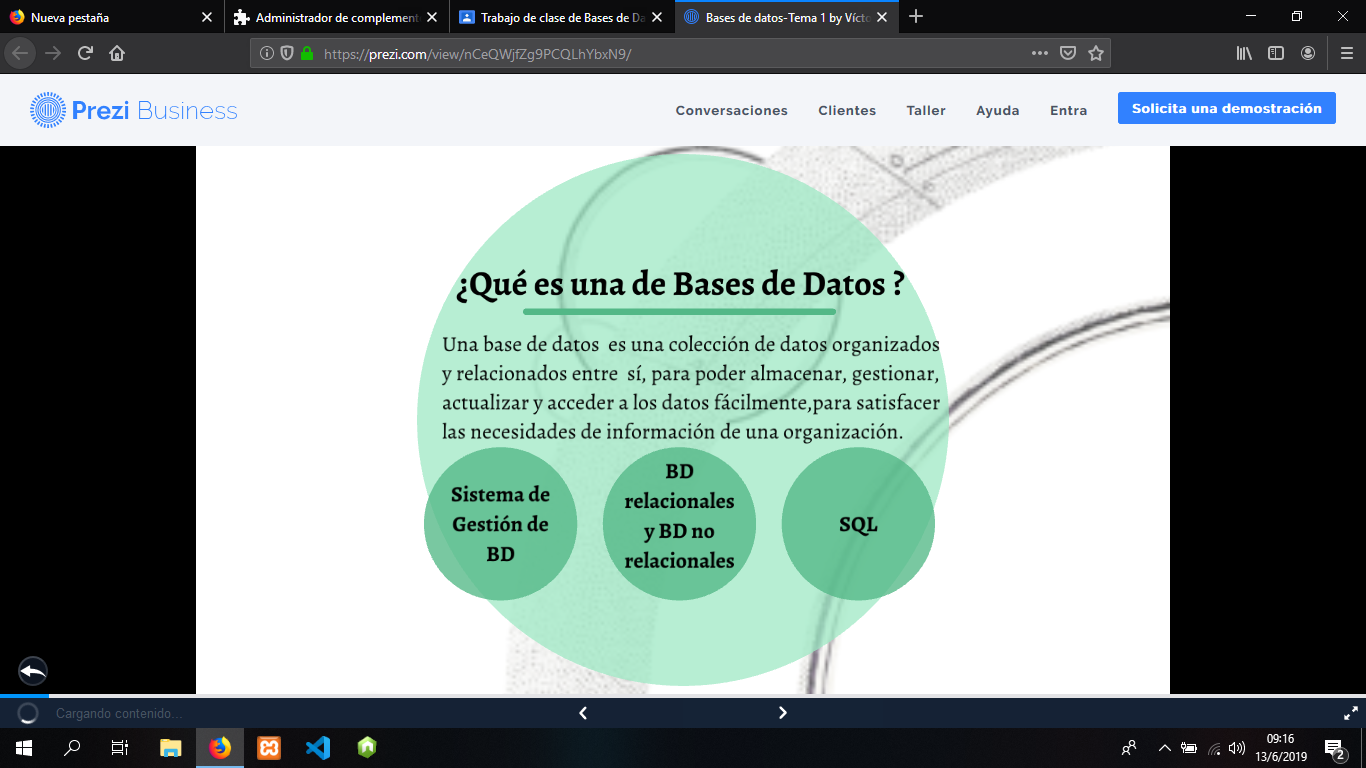 Nueva pestaña
Administrador de complement
Trabajo de clase de Bases de Da
Bases de datos-Tema 1 by Vícto
https://prezi.com/view/nCeQWjfZg9PCQLhYbxN9/
Prezi Business
Conversaciones
Clientes
Taller
Ayuda
Entra
Solicita una demostración
¿Qué es una de Bases de Datos ?
Una base de datos es una colección de datos organizados
y relacionados entre sí, para poder almacenar, gestionar,
actualizar y acceder a los datos fácilmente,para satisfacer
las necesidades de información de una organización.
Sistema de
Gestión de
BD
BD
relacionales
y BD no
relacionales
SQL
Cargando contenido...
09:16
13/6/2019
2